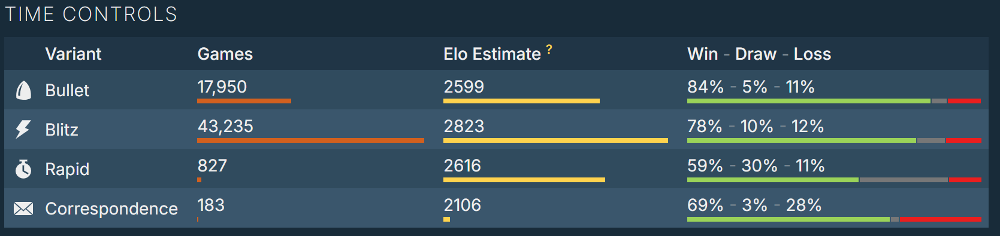 TIME CONTROLS
Variant Games Elo Estimate ? Win - Draw - Loss
Bullet 17,950 2599 84% - 5% - 11%
Blitz 43,235 2823 78% - 10% - 12%
Rapid 827 2616 59% - 30% - 11%
Correspondence 183 2106 69% - 3% - 28%